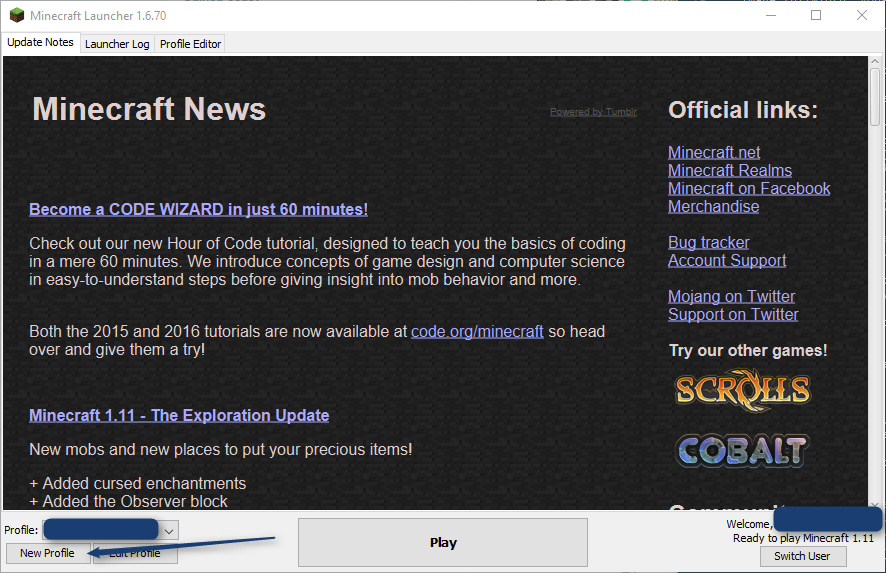 Minecraft Launcher 1.6.70
Update Notes Launcher Log Profile Editor
Minecraft News
Powered by Tumblr
Become a CODE WIZARD in just 60 minutes!
Check out our new Hour of Code tutorial, designed to teach you the basics of coding
in a mere 60 minutes. We introduce concepts of game design and computer science
in easy-to-understand steps before giving insight into mob behavior and more.
Both the 2015 and 2016 tutorials are now available at code.org/minecraft so head
over and give them a try!
Minecraft 1.11 - The Exploration Update
New mobs and new places to put your precious items!
+ Added cursed enchantments
+ Added the Observer block
Official links:
Minecraft.net
Minecraft Realms
Minecraft on Facebook
Merchandise
Bug tracker
Account Support
Mojang on Twitter
Support on Twitter
Try our other games!
SCROLLS
COBALT
Profile:
New Profile Edit Profile
Play
Welcome,
Ready to play Minecraft 1.11
Switch User